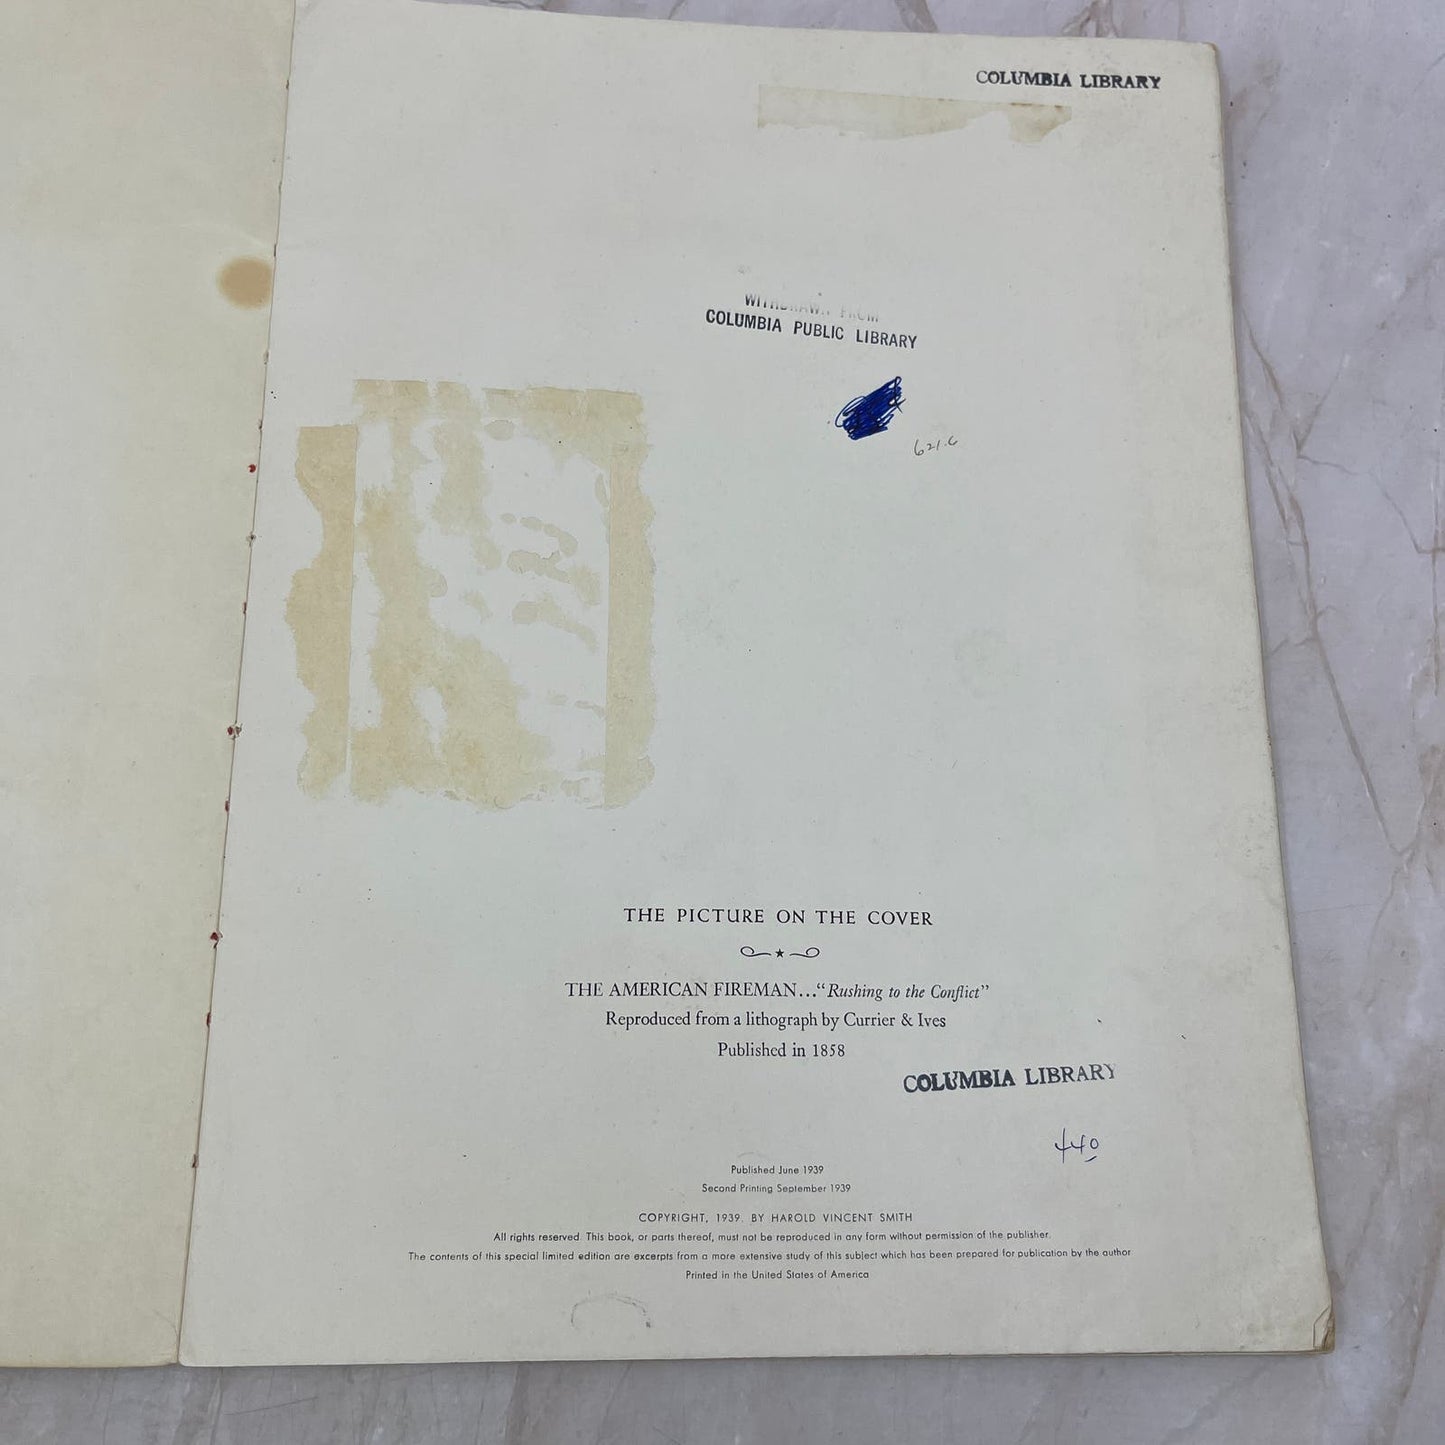 COLUMBIA LIBRARY
WITHDRAWN FROM
COLUMBIA PUBLIC LIBRARY
621.6
THE PICTURE ON THE COVER
THE AMERICAN FIREMAN..."Rushing to the Conflict"
Reproduced from a lithograph by Currier & Ives
Published in 1858
COLUMBIA LIBRARY
440
Published June 1939
Second Printing September 1939
COPYRIGHT, 1939. BY HAROLD VINCENT SMITH
All rights reserved. This book, or parts thereof, must not be reproduced in any form without permission of the publisher.
The contents of this special limited edition are excerpts from a more extensive study of this subject which has been prepared for publication by the author
Printed in the United States of America